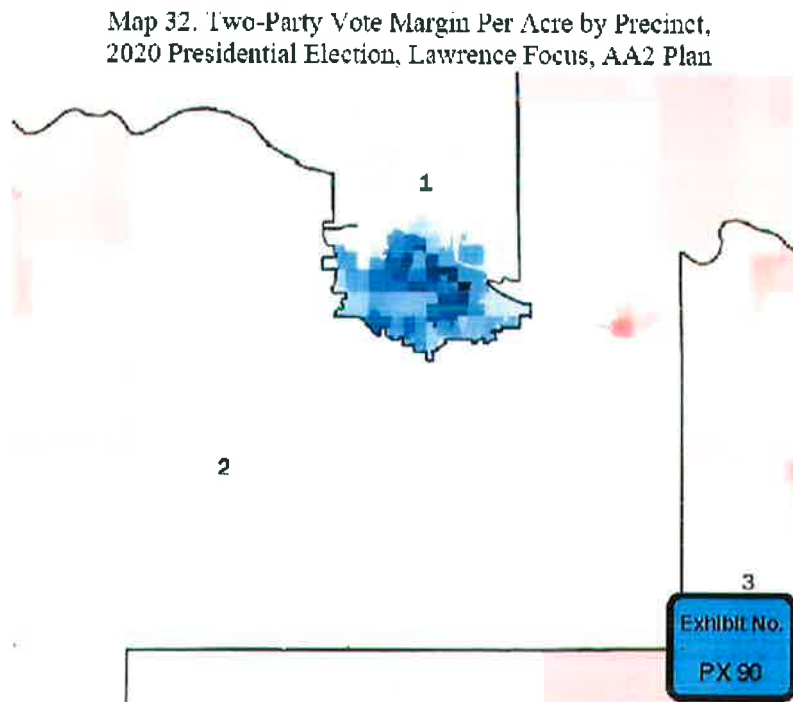 Map 32. Two-Party Vote Margin Per Acre by Precinct,
2020 Presidential Election, Lawrence Focus, AA2 Plan
1
2
3
Exhibit No.
PX 90